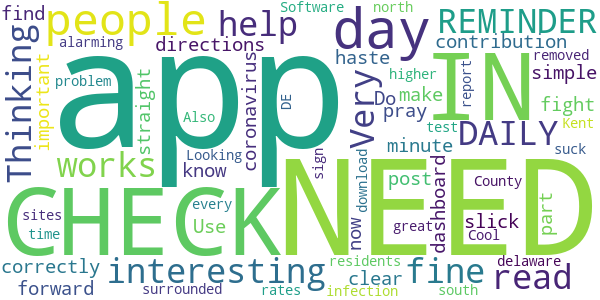 find people help day north Software REMINDER
alarming directions contribution
Thinking important problem app coronavirus haste Very IN higher removed simple
straight Also Do make report fight
works Looking DE know pray minute DAILY test Kent suck
CHECK NEED sign download post dashboard slick County part
sites Use every now great Cool
time
correctly interesting clear fine read delaware
forward surrounded rates infection residents south